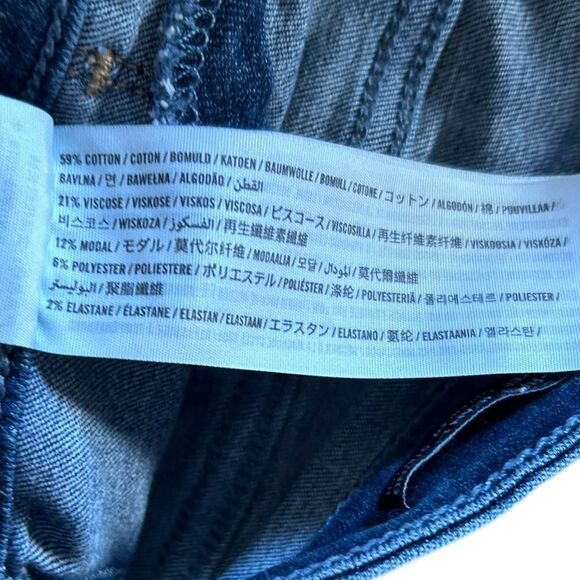 59% COTTON / COTON / BOMULD / KATOEN / BAUMWOLLE / BOMULL / COTONE / コットン / ALGODÓN / 棉 / PUUVILLAA /
BAVLNA / 면 / BAWEŁNA / ALGODÃO / القطن /
21% VISCOSE / VISKOSE / VISKOS / VISCOSA / ビスコース / VISCOSILLA / 再生纤维素纤维 / VISKOOSIA / VISKÓZA /
비스코스 / WISKOZA / الفسكوز / 再生纖維素纖維
12% MODAL / モダル / 莫代尔纤维 / MODAALIA / 모달 / المودال / 莫代爾纖維
6% POLYESTER / POLIESTERE / ポリエステル / POLIÉSTER / 涤纶 / POLYESTERIÄ / 폴리에스테르 / POLIESTER /
البوليستر / 聚脂纖維
2% ELASTANE / ÉLASTANE / ELASTAN / ELASTAAN / エラスタン / ELASTANO / 氨纶 / ELASTAANIA / 엘라스탄 /